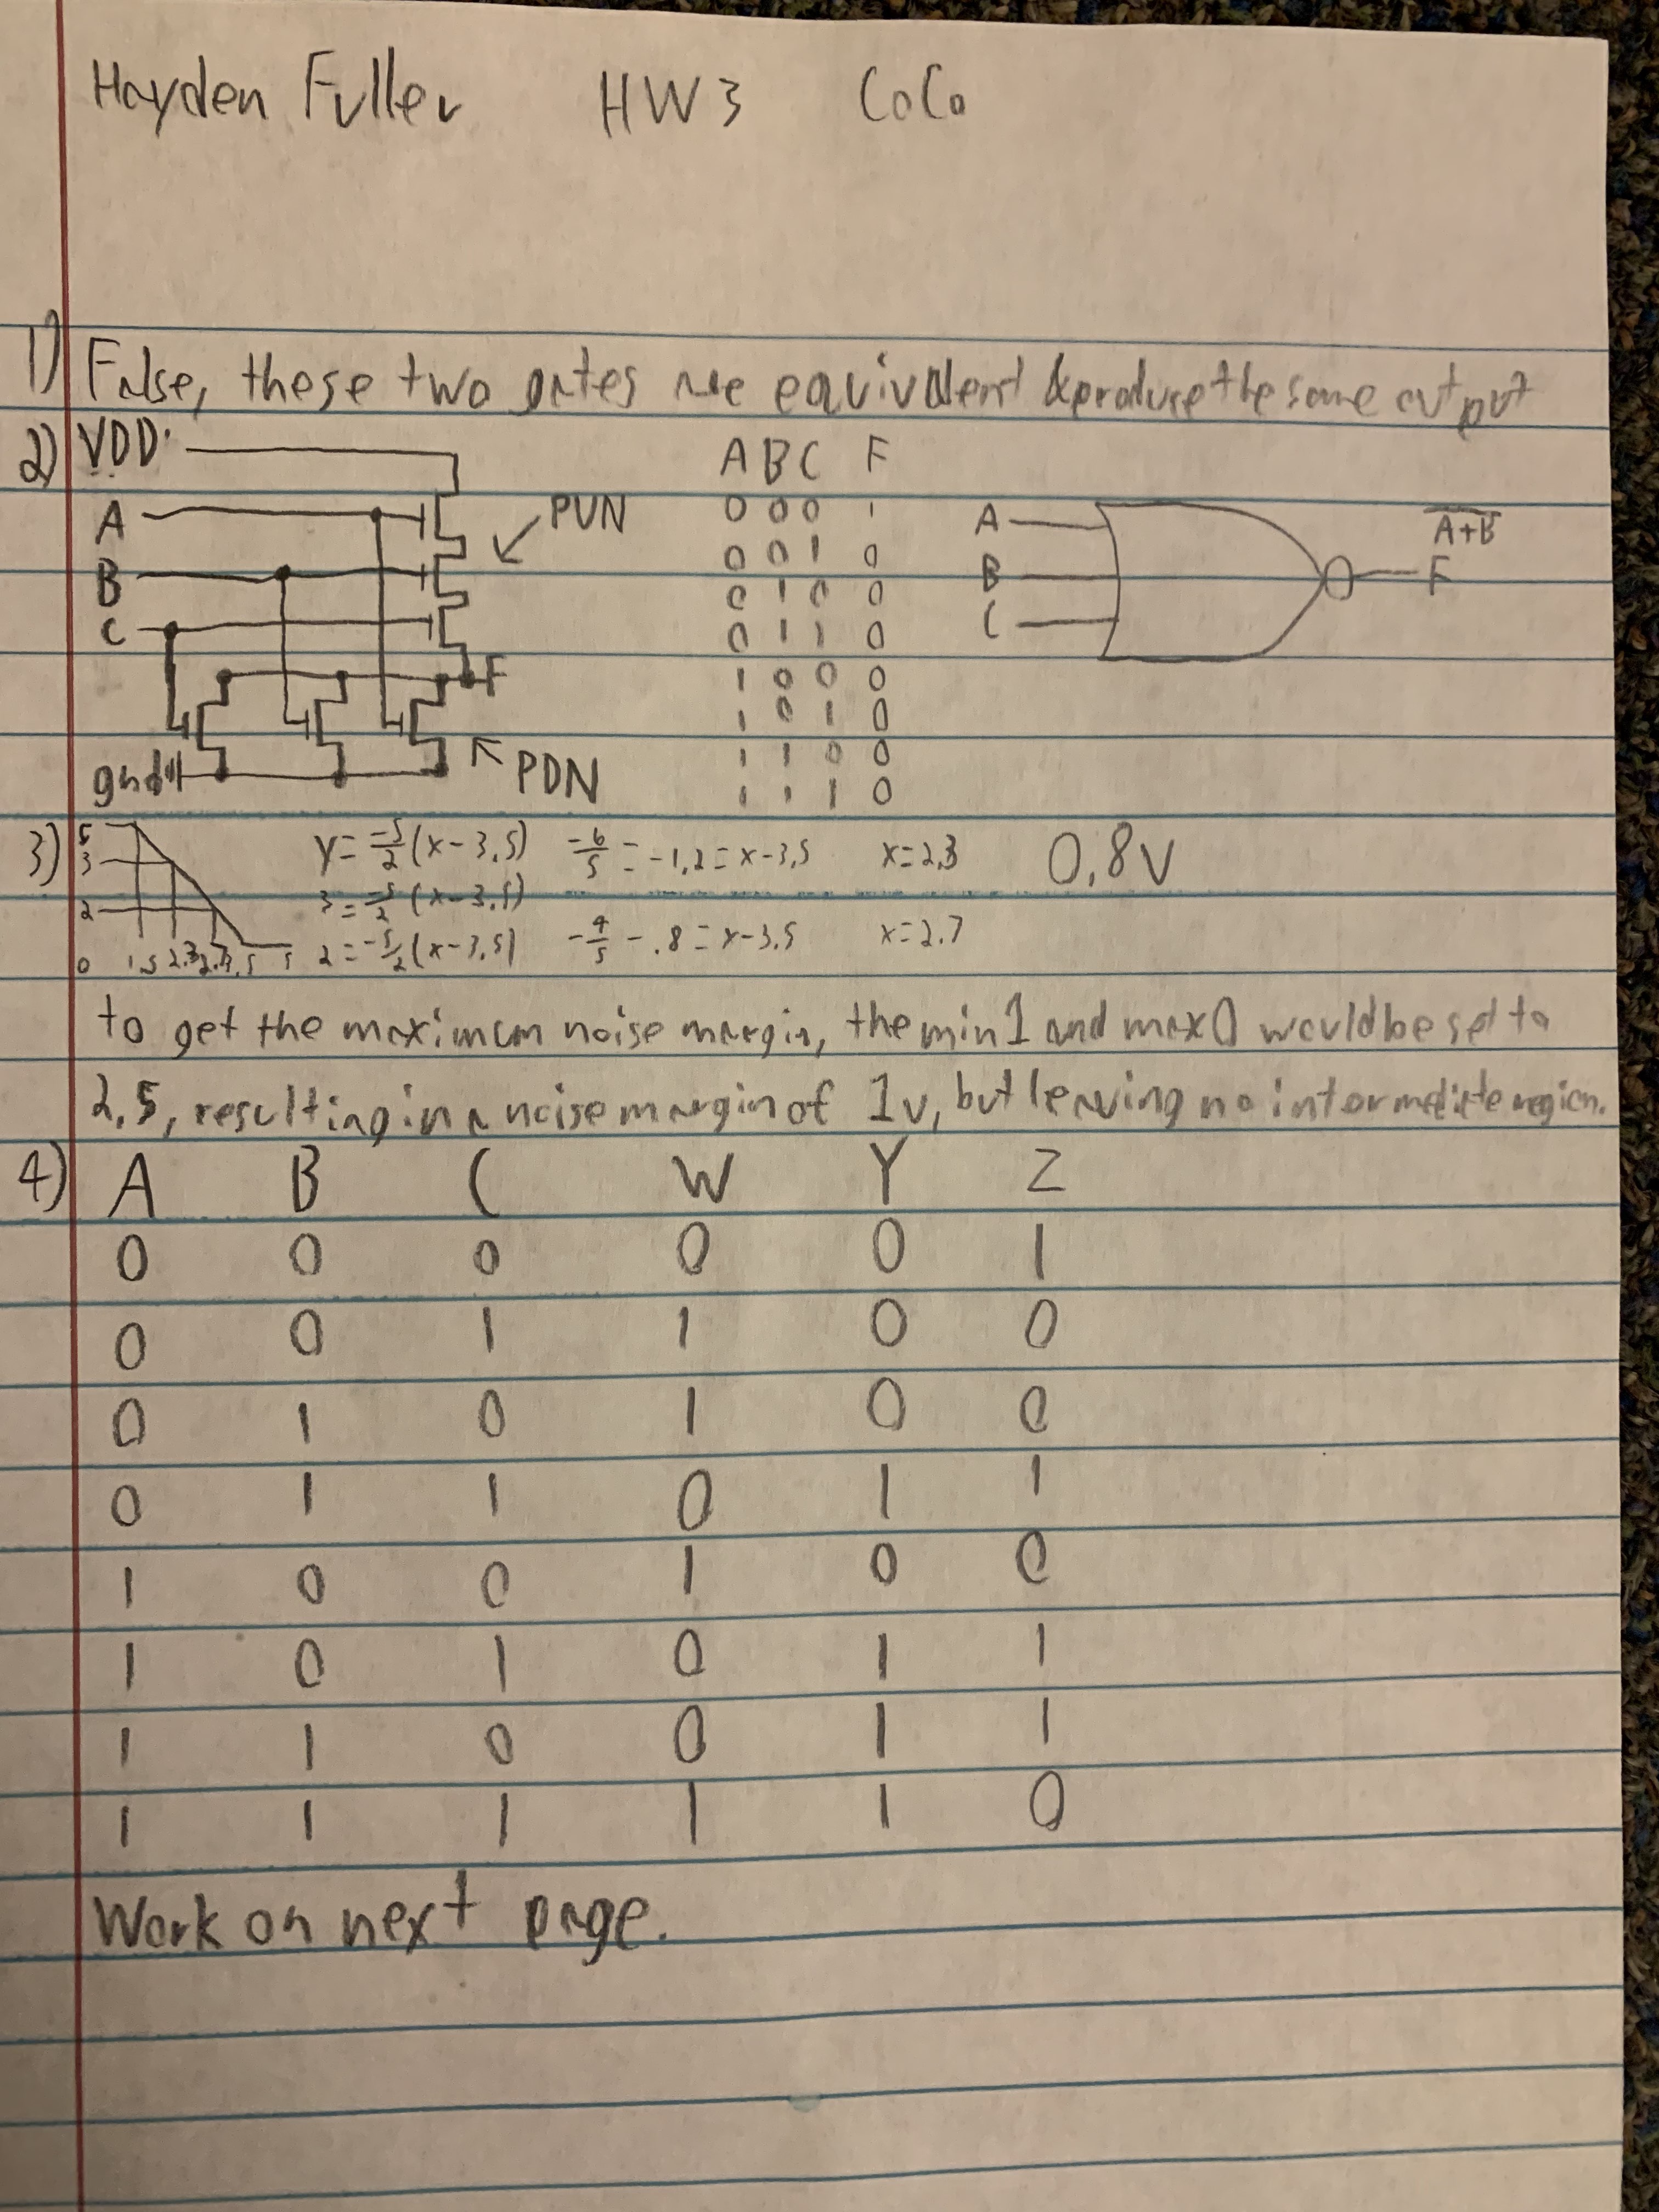 Hayden Fuller HW3 CoCo
1) False, these two gates are equivalent & produce the same output
2) VDD
A
B
C
PUN
F
gnd
PDN
A B C F
0 0 0 1
0 0 1 0
0 1 0 0
0 1 1 0
1 0 0 0
1 0 1 0
1 1 0 0
1 1 1 0
A
B
C
A+B
F
3) 5
3
2
0 1.5 2.3 2.7 3.5 5
y = -5/2 (x-3.5) -6/5 = -1.2 = x-3.5 x=2.3 0.8v
3 = -5/2 (x-3.5)
2 = -5/2 (x-3.5) -4/5 - .8 = x-3.5 x=2.7
to get the maximum noise margin, the min 1 and max 0 would be set to
2.5, resulting in a noise margin of 1v, but leaving no intermediate region.
4) A B C W Y Z
0 0 0 0 0 1
0 0 1 1 0 0
0 1 0 1 0 0
0 1 1 0 1 1
1 0 0 1 0 0
1 0 1 0 1 1
1 1 0 0 1 1
1 1 1 1 1 0
Work on next page.